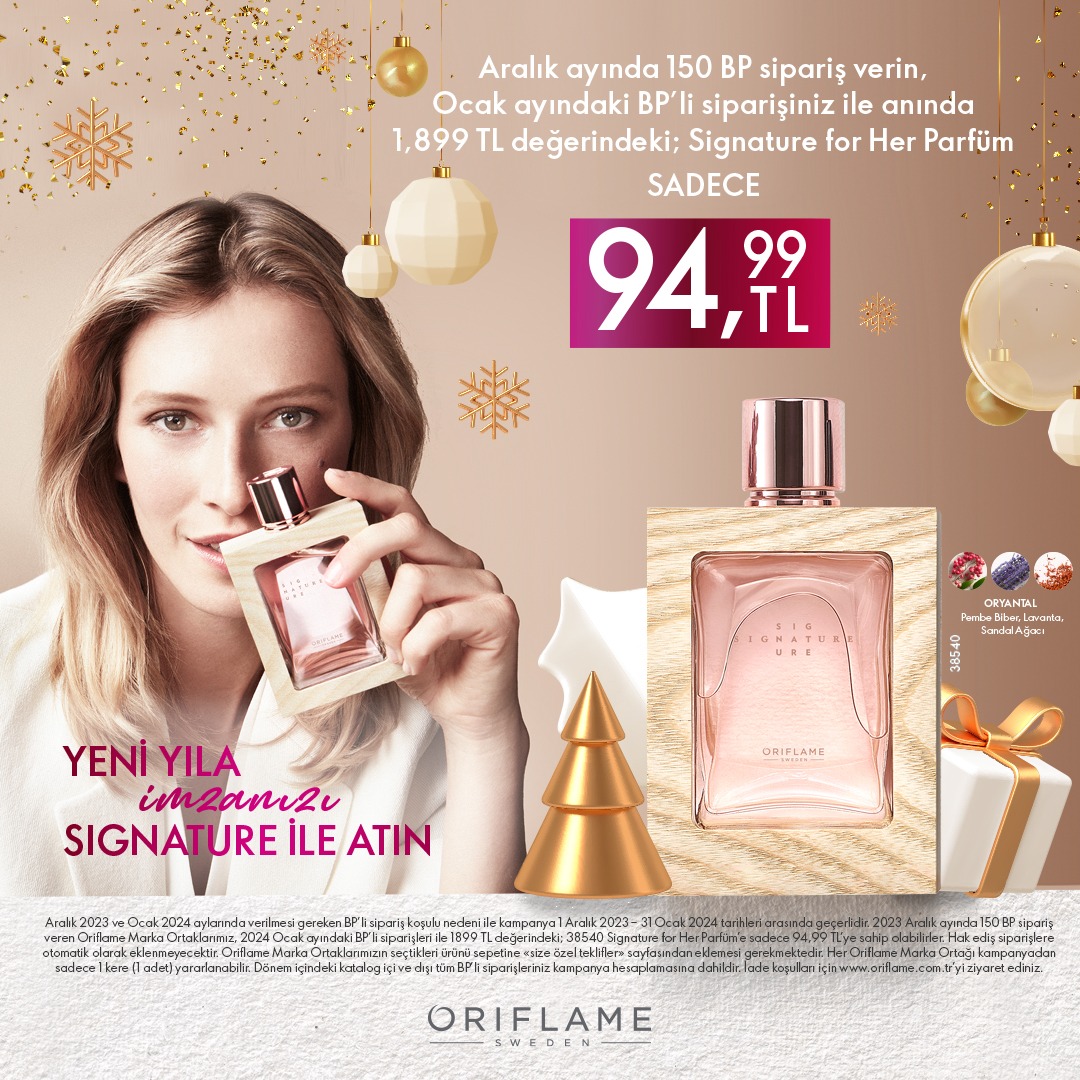 Aralık ayında 150 BP sipariş verin,
Ocak ayındaki BP'li siparişiniz ile anında
1,899 TL değerindeki; Signature for Her Parfüm
SADECE
94,99 TL
SIG
NATURE
URE
ORIFLAME
SIG
SIGNATURE
URE
ORIFLAME
SWEDEN
ORYANTAL
Pembe Biber, Lavanta,
Sandal Ağacı
38540
YENİ YILA
imzanızı
SIGNATURE İLE ATIN
Aralık 2023 ve Ocak 2024 aylarında verilmesi gereken BP'li sipariş koşulu nedeni ile kampanya 1 Aralık 2023 – 31 Ocak 2024 tarihleri arasında geçerlidir. 2023 Aralık ayında 150 BP sipariş
veren Oriflame Marka Ortaklarımız, 2024 Ocak ayındaki BP'li siparişleri ile 1899 TL değerindeki; 38540 Signature for Her Parfüm'e sadece 94,99 TL'ye sahip olabilirler. Hak ediş siparişlere
otomatik olarak eklenmeyecektir. Oriflame Marka Ortaklarımızın seçtikleri ürünü sepetine «size özel teklifler» sayfasından eklemesi gerekmektedir. Her Oriflame Marka Ortağı kampanyadan
sadece 1 kere (1 adet) yararlanabilir. Dönem içindeki katalog içi ve dışı tüm BP'li siparişleriniz kampanya hesaplamasına dahildir. İade koşulları için www.oriflame.com.tr'yi ziyaret ediniz.
ORIFLAME
SWEDEN